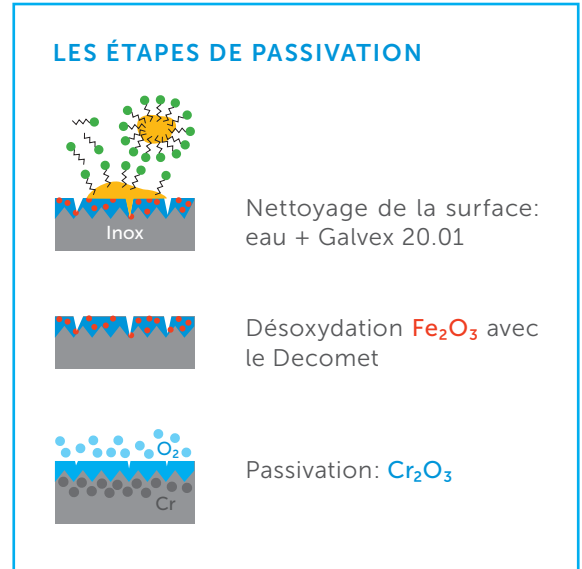 LES ÉTAPES DE PASSIVATION
Inox
Nettoyage de la surface:
eau + Galvex 20.01
Désoxydation Fe₂O₃ avec
le Decomet
O₂
Cr
Passivation: Cr₂O₃